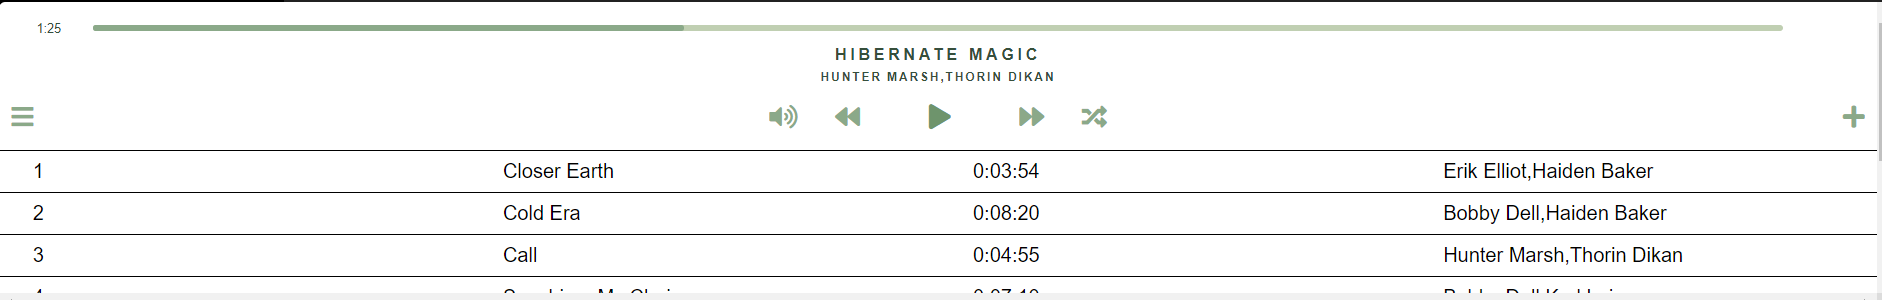 1:25
HIBERNATE MAGIC
HUNTER MARSH,THORIN DIKAN
1 Closer Earth 0:03:54 Erik Elliot,Haiden Baker
2 Cold Era 0:08:20 Bobby Dell,Haiden Baker
3 Call 0:04:55 Hunter Marsh,Thorin Dikan